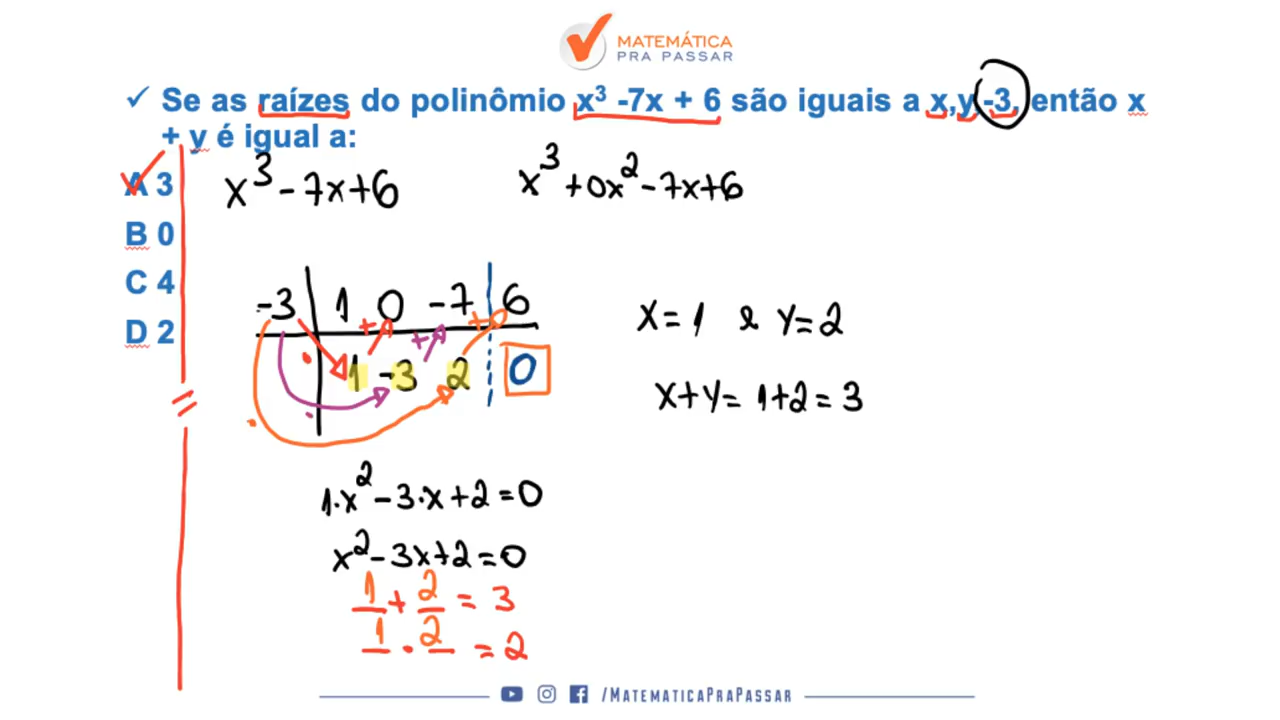 MATEMÁTICA
PRA PASSAR
✓ Se as raízes do polinômio x³ -7x + 6 são iguais a x,y -3, então x
+ y é igual a:
A 3
x³ - 7x + 6
x³ + 0x² - 7x + 6
B 0
C 4
D 2
-3 1 0 -7 6
+ + +
1 -3 2 0
x = 1 & y = 2
x + y = 1 + 2 = 3
1·x² - 3·x + 2 = 0
x² - 3x + 2 = 0
1 + 2 = 3
1 · 2 = 2
/MATEMATICAPRAPASSAR